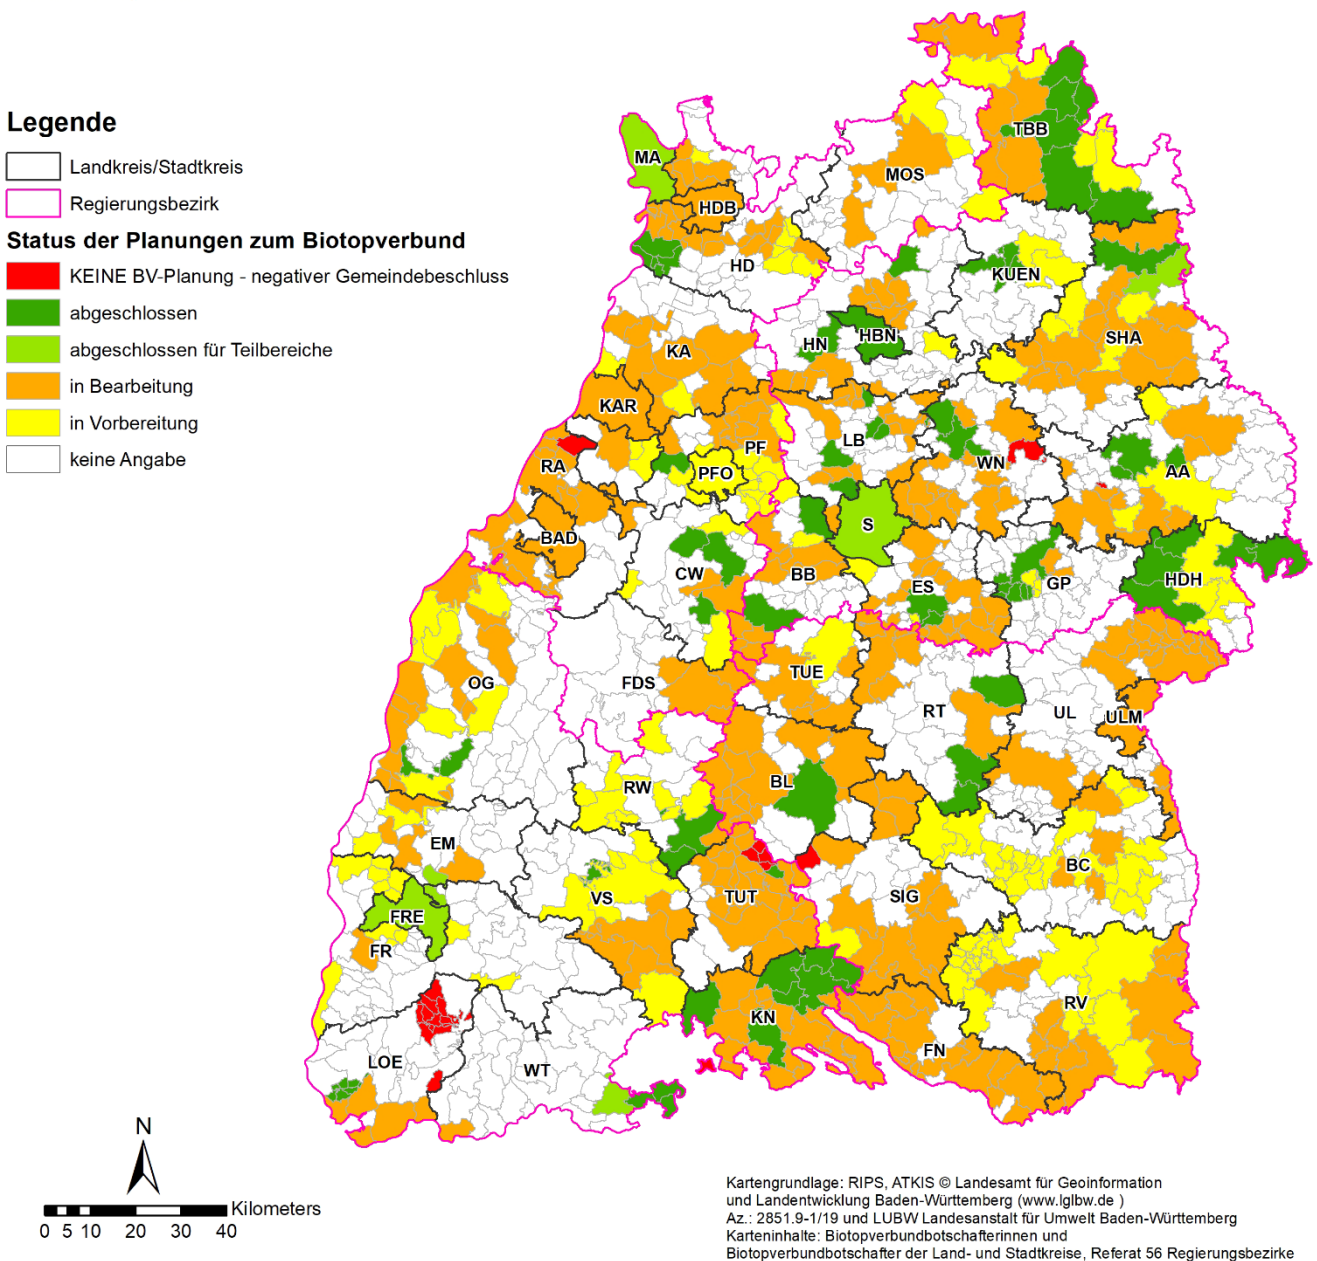 Legende
Landkreis/Stadtkreis
Regierungsbezirk
Status der Planungen zum Biotopverbund
KEINE BV-Planung - negativer Gemeindebeschluss
abgeschlossen
abgeschlossen für Teilbereiche
in Bearbeitung
in Vorbereitung
keine Angabe
TBB
MA
MOS
HDB
HD
KUEN
HN
HBN
SHA
KA
KAR
LB
PF
RA
WN
AA
PFO
S
BAD
CW
BB
ES
GP
HDH
TUE
OG
FDS
RT
UL
ULM
BL
RW
EM
BC
VS
TUT
SIG
FRE
FR
RV
KN
FN
LOE
WT
N
Kilometers
0 5 10 20 30 40
Kartengrundlage: RIPS, ATKIS © Landesamt für Geoinformation
und Landentwicklung Baden-Württemberg (www.lglbw.de )
Az.: 2851.9-1/19 und LUBW Landesanstalt für Umwelt Baden-Württemberg
Karteninhalte: Biotopverbundbotschafterinnen und
Biotopverbundbotschafter der Land- und Stadtkreise, Referat 56 Regierungsbezirke